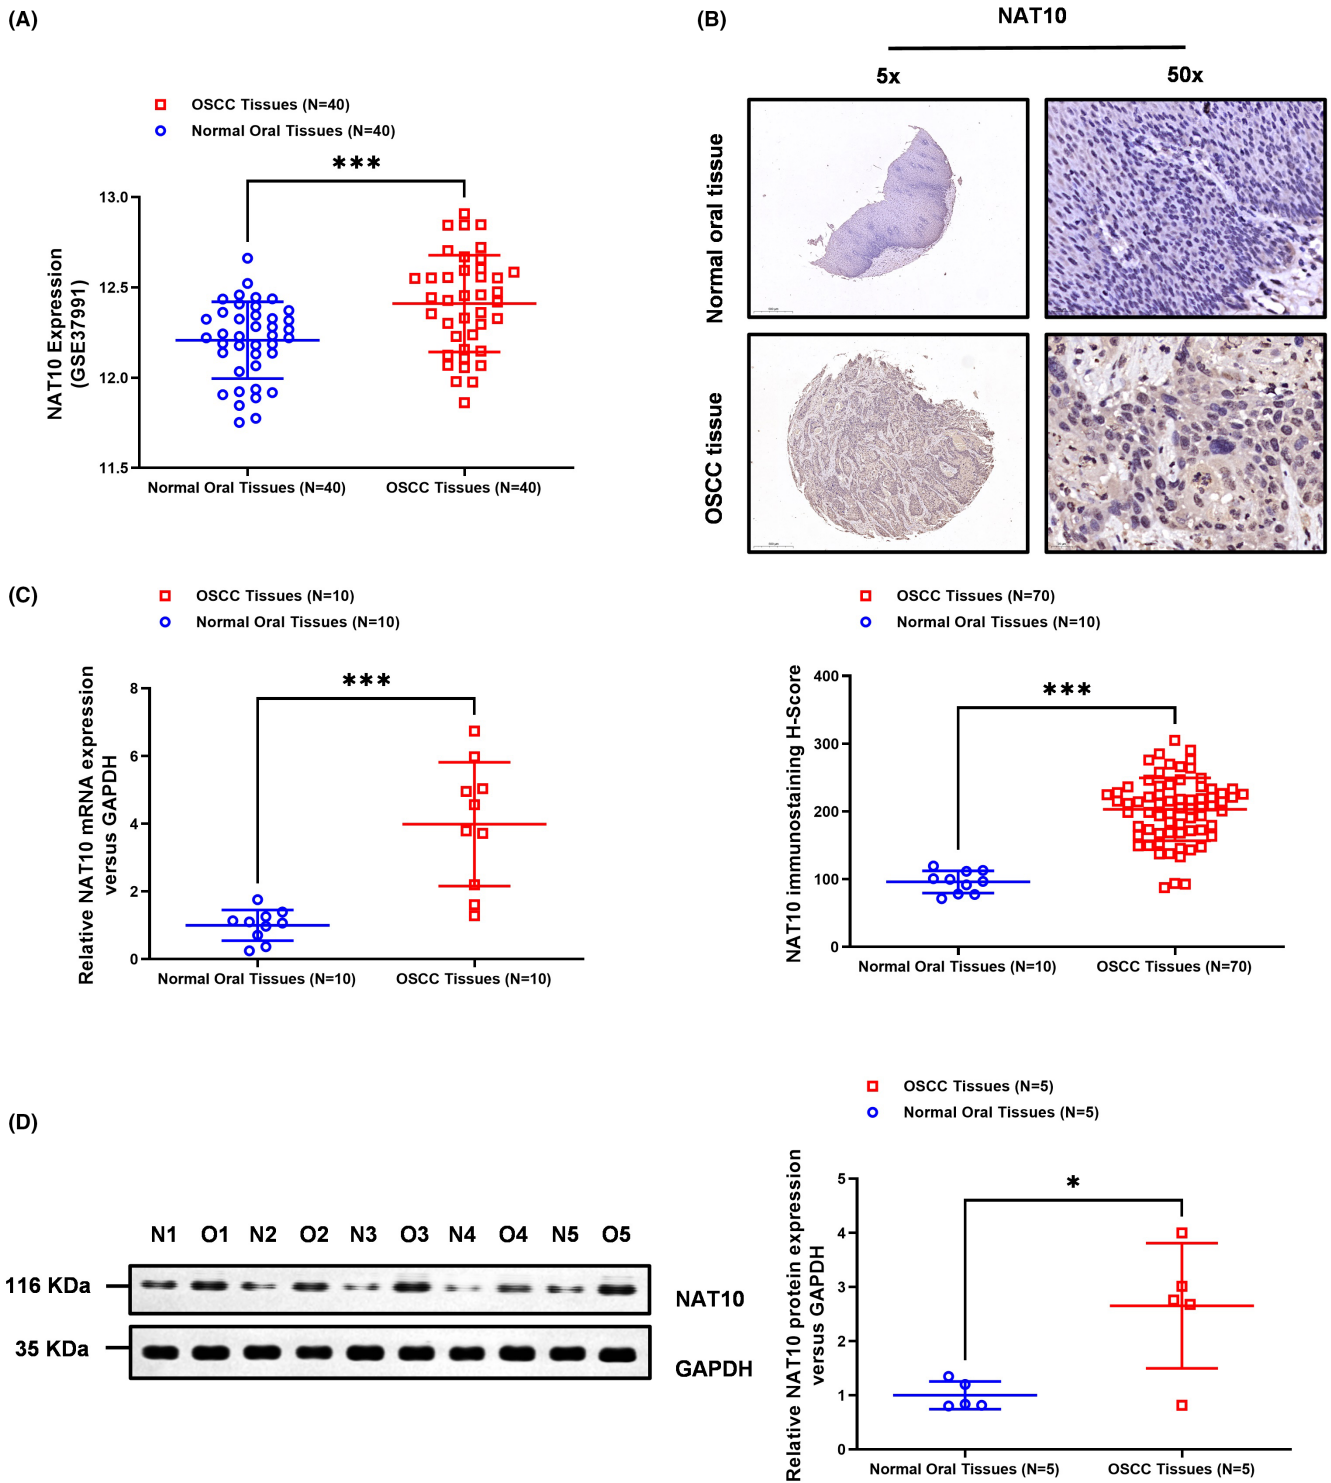 (A)
OSCC Tissues (N=40)
Normal Oral Tissues (N=40)
***
NAT10 Expression
(GSE37991)
13.0
12.5
12.0
11.5
Normal Oral Tissues (N=40)
OSCC Tissues (N=40)
(B)
NAT10
5x
50x
Normal oral tissue
OSCC tissue
OSCC Tissues (N=70)
Normal Oral Tissues (N=10)
***
NAT10 immunostaining H-Score
400
300
200
100
0
Normal Oral Tissues (N=10)
OSCC Tissues (N=70)
(C)
OSCC Tissues (N=10)
Normal Oral Tissues (N=10)
***
Relative NAT10 mRNA expression
versus GAPDH
8
6
4
2
0
Normal Oral Tissues (N=10)
OSCC Tissues (N=10)
(D)
N1 O1 N2 O2 N3 O3 N4 O4 N5 O5
116 KDa
NAT10
35 KDa
GAPDH
OSCC Tissues (N=5)
Normal Oral Tissues (N=5)
*
Relative NAT10 protein expression
versus GAPDH
5
4
3
2
1
0
Normal Oral Tissues (N=5)
OSCC Tissues (N=5)